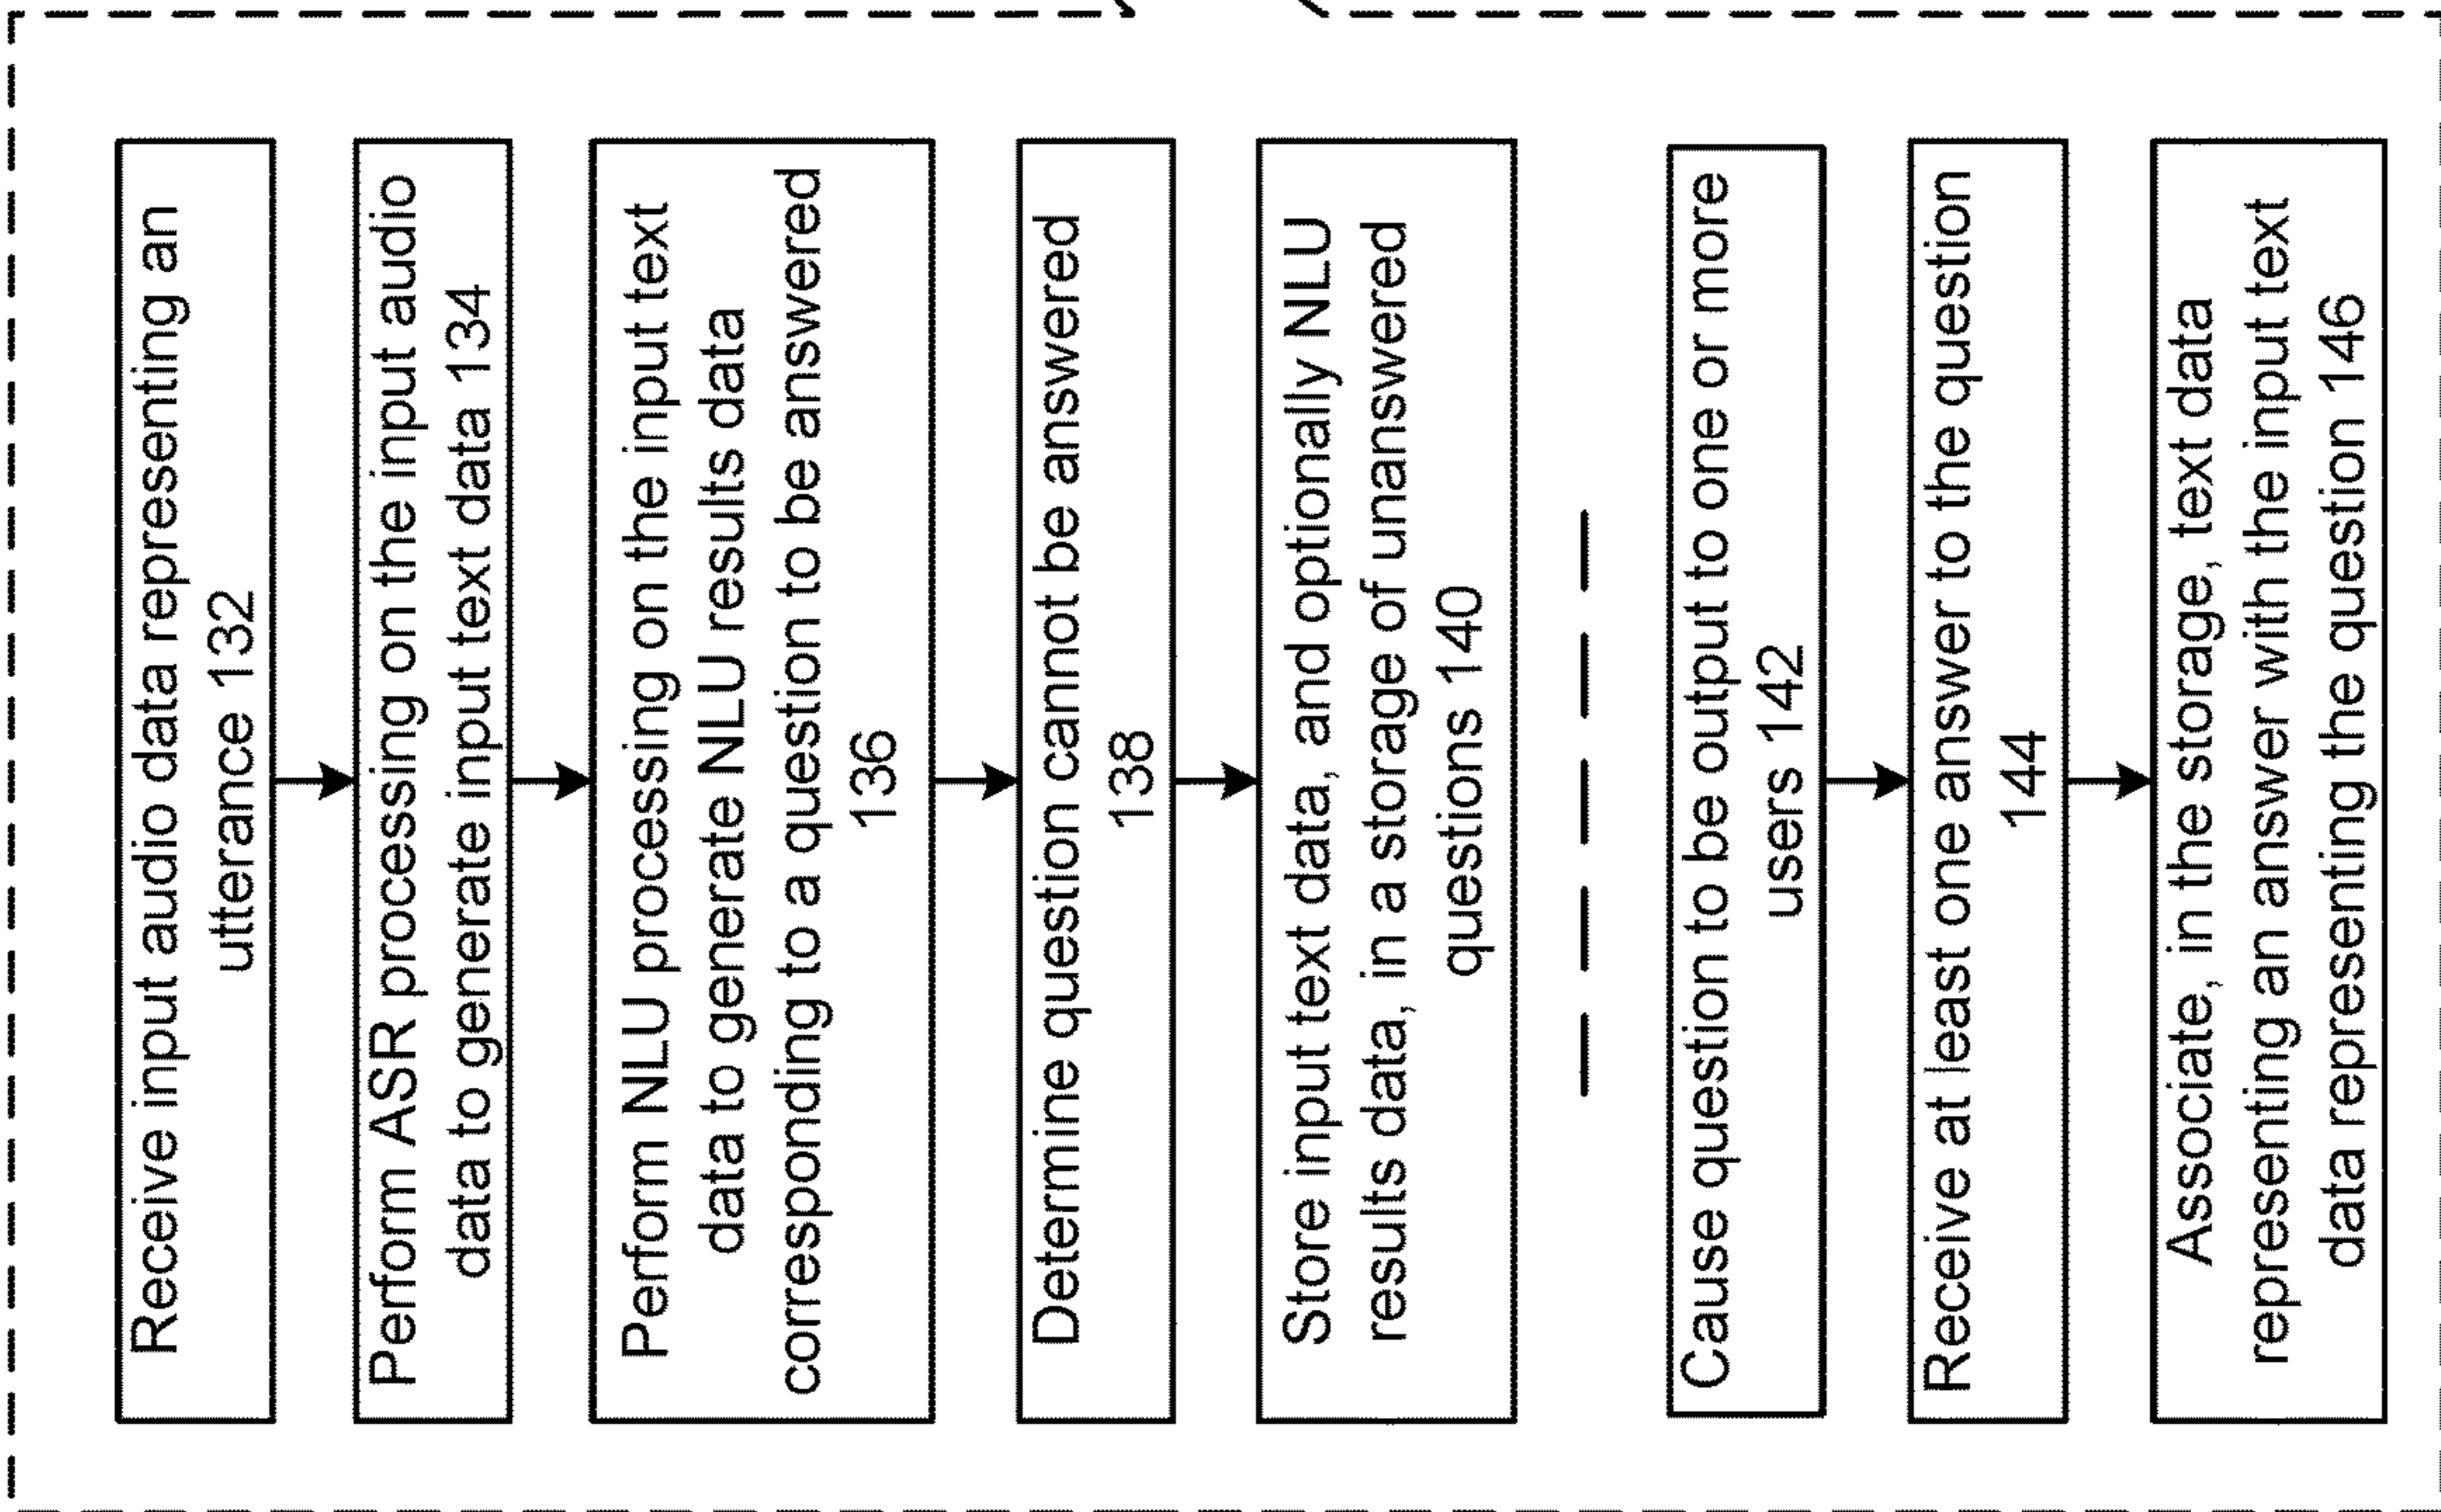 Receive input audio data representing an
utterance 132
Perform ASR processing on the input audio
data to generate input text data 134
Perform NLU processing on the input text
data to generate NLU results data
corresponding to a question to be answered
136
Determine question cannot be answered
138
Store input text data, and optionally NLU
results data, in a storage of unanswered
questions 140
Cause question to be output to one or more
users 142
Receive at least one answer to the question
144
Associate, in the storage, text data
representing an answer with the input text
data representing the question 146